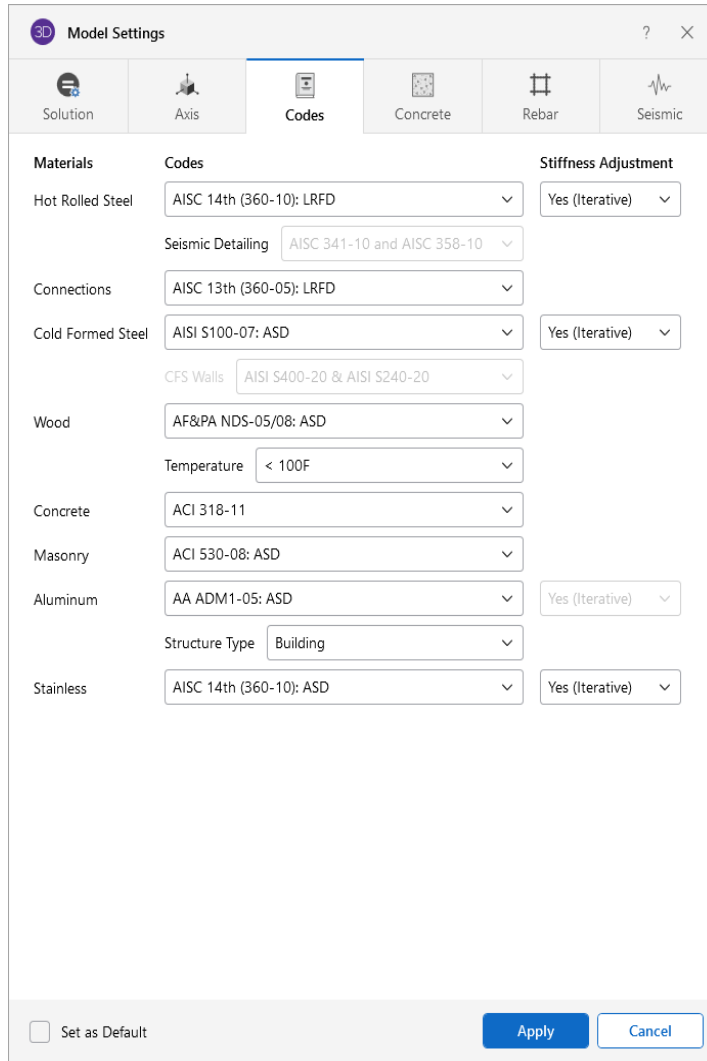 3D Model Settings ?
Solution Axis Codes Concrete Rebar Seismic
Materials Codes Stiffness Adjustment
Hot Rolled Steel AISC 14th (360-10): LRFD Yes (Iterative)
Seismic Detailing AISC 341-10 and AISC 358-10
Connections AISC 13th (360-05): LRFD
Cold Formed Steel AISI S100-07: ASD Yes (Iterative)
CFS Walls AISI S400-20 & AISI S240-20
Wood AF&PA NDS-05/08: ASD
Temperature < 100F
Concrete ACI 318-11
Masonry ACI 530-08: ASD
Aluminum AA ADM1-05: ASD Yes (Iterative)
Structure Type Building
Stainless AISC 14th (360-10): ASD Yes (Iterative)
Set as Default Apply Cancel